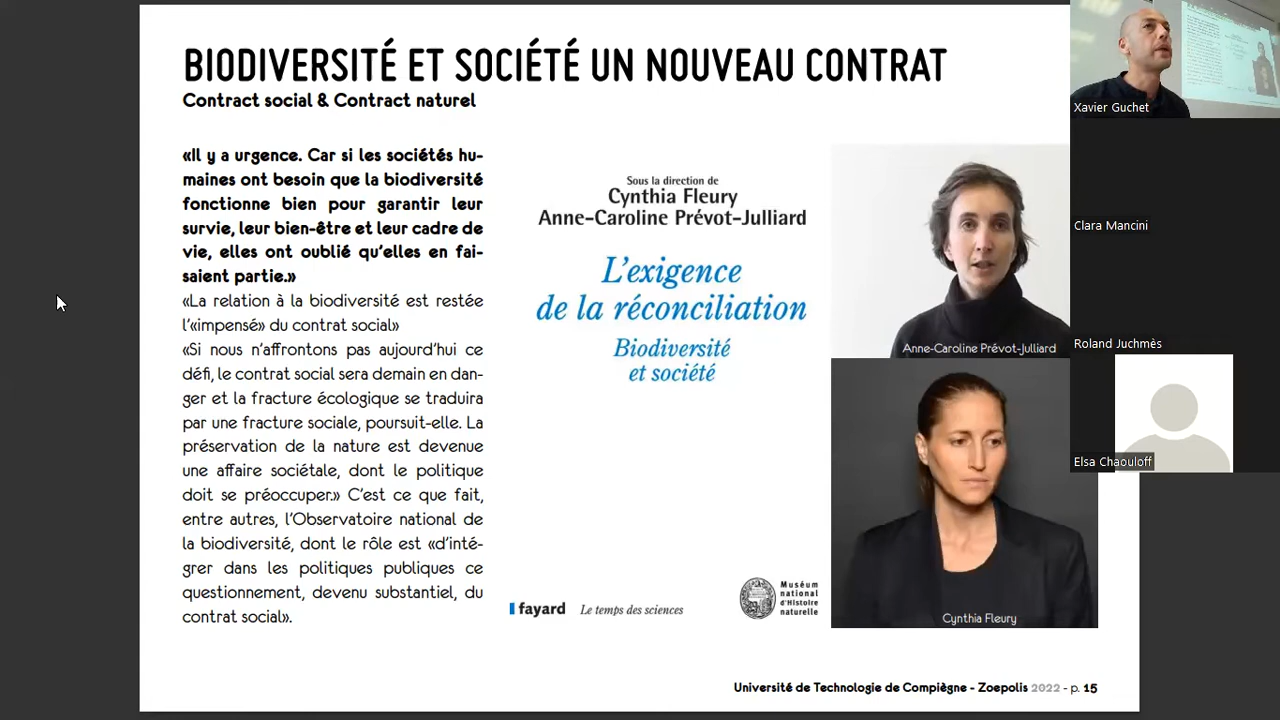 BIODIVERSITÉ ET SOCIÉTÉ UN NOUVEAU CONTRAT
Contract social & Contract naturel
«Il y a urgence. Car si les sociétés hu-
maines ont besoin que la biodiversité
fonctionne bien pour garantir leur
survie, leur bien-être et leur cadre de
vie, elles ont oublié qu'elles en fai-
saient partie.»
«La relation à la biodiversité est restée
l'«impensé» du contrat social»
«Si nous n'affrontons pas aujourd'hui ce
défi, le contrat social sera demain en dan-
ger et la fracture écologique se traduira
par une fracture sociale, poursuit-elle. La
préservation de la nature est devenue
une affaire sociétale, dont le politique
doit se préoccuper.» C'est ce que fait,
entre autres, l'Observatoire national de
la biodiversité, dont le rôle est «d'inté-
grer dans les politiques publiques ce
questionnement, devenu substantiel, du
contrat social».
Sous la direction de
Cynthia Fleury
Anne-Caroline Prévot-Julliard
L'exigence
de la réconciliation
Biodiversité
et société
fayard
Le temps des sciences
Muséum
national
d'Histoire
naturelle
Anne-Caroline Prévot-Julliard
Cynthia Fleury
Université de Technologie de Compiègne - Zoepolis 2022 - p. 15
Xavier Guchet
Clara Mancini
Roland Juchmès
Elsa Chaouloff